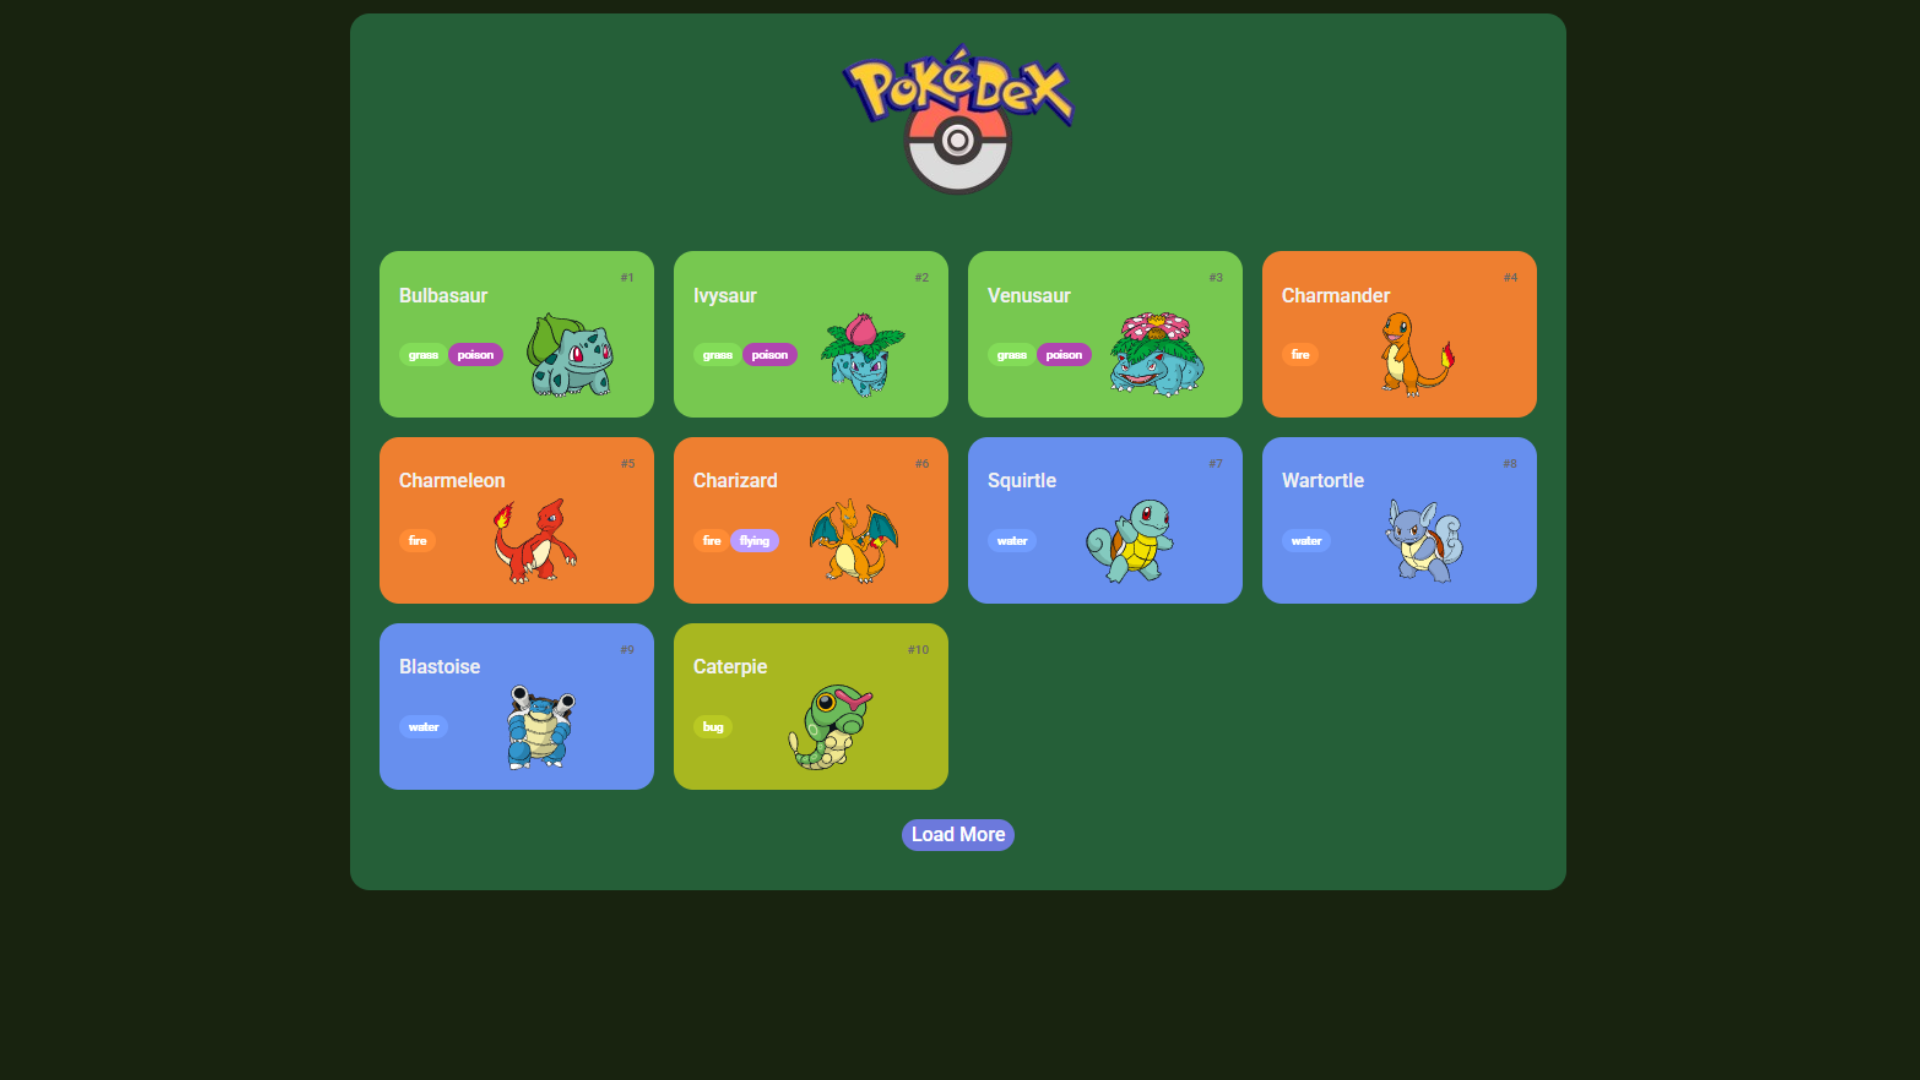 PokéDex
#1
Bulbasaur
grass poison
#2
Ivysaur
grass poison
#3
Venusaur
grass poison
#4
Charmander
fire
#5
Charmeleon
fire
#6
Charizard
fire flying
#7
Squirtle
water
#8
Wartortle
water
#9
Blastoise
water
#10
Caterpie
bug
Load More